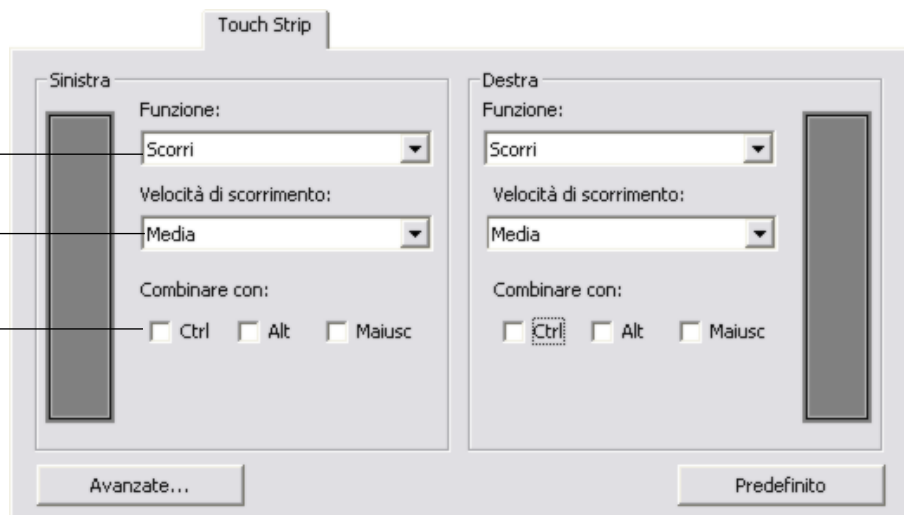 Touch Strip
Sinistra
Funzione:
Scorri
Velocità di scorrimento:
Media
Combinare con:
Ctrl Alt Maiusc
Destra
Funzione:
Scorri
Velocità di scorrimento:
Media
Combinare con:
Ctrl Alt Maiusc
Avanzate...
Predefinito